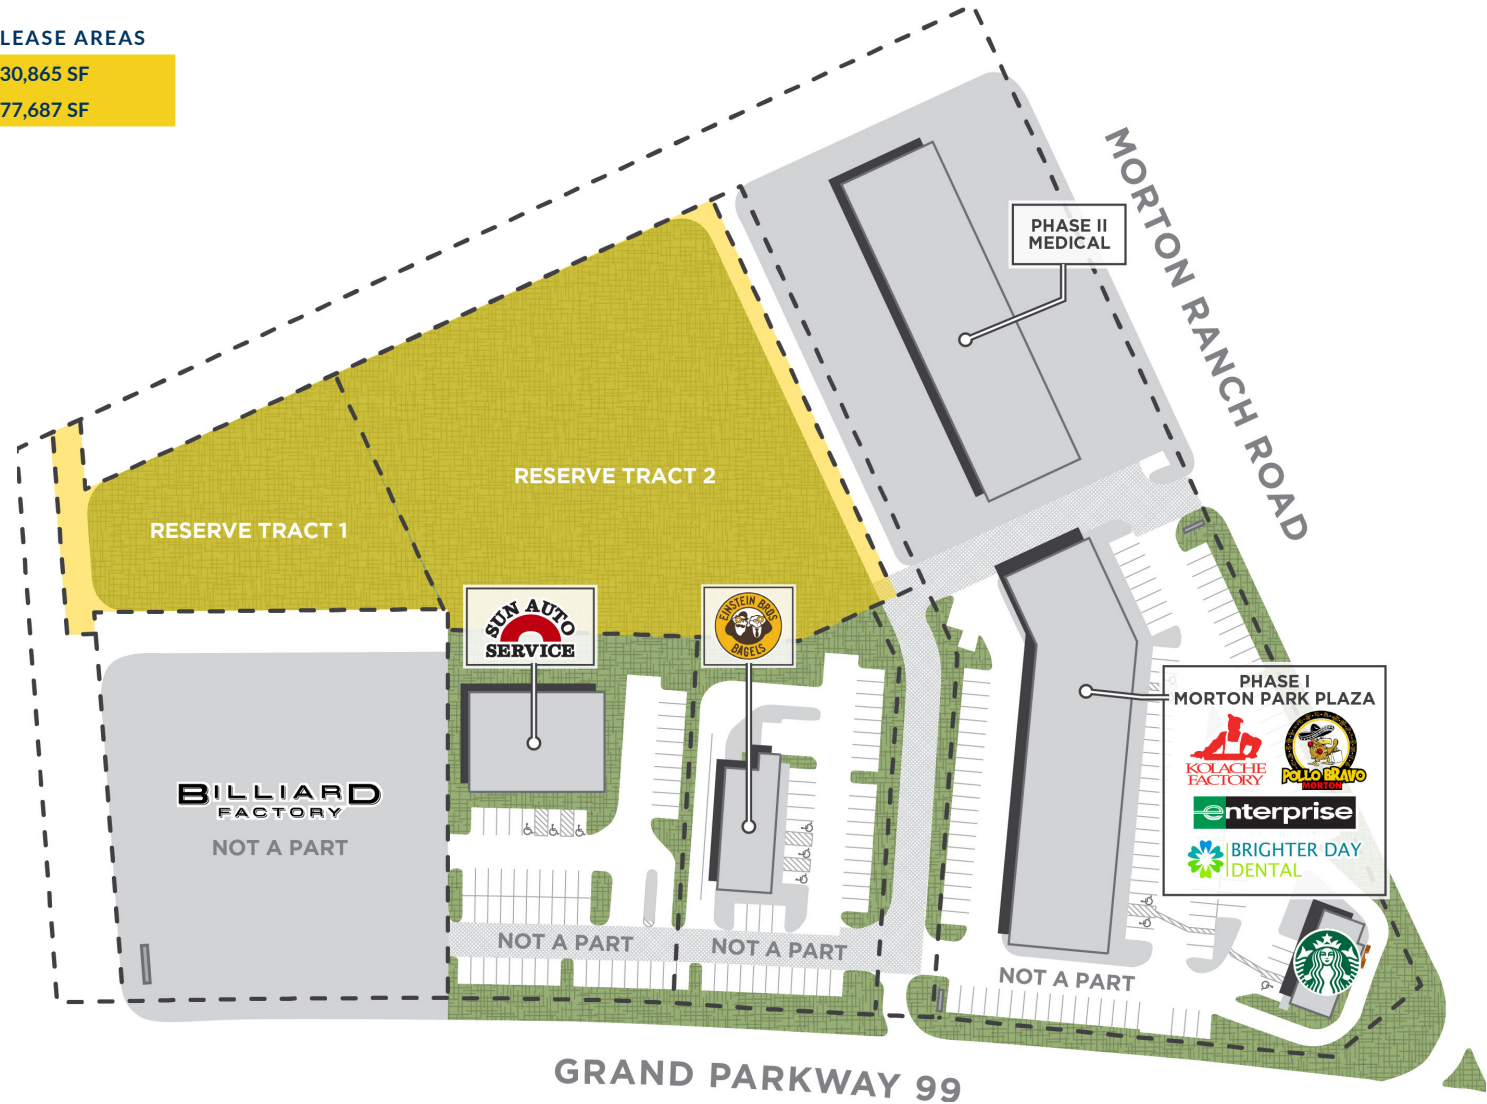 LEASE AREAS
30,865 SF
77,687 SF
MORTON RANCH ROAD
PHASE II
MEDICAL
RESERVE TRACT 2
RESERVE TRACT 1
SUN AUTO
SERVICE
EINSTEIN BROS
BAGELS
PHASE I
MORTON PARK PLAZA
KOLACHE
FACTORY
POLLO BRAVO
MORTON
enterprise
BRIGHTER DAY
DENTAL
BILLIARD
FACTORY
NOT A PART
NOT A PART
NOT A PART
NOT A PART
GRAND PARKWAY 99